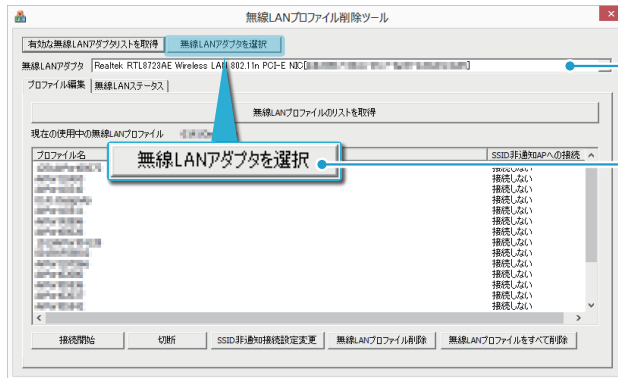 無線LANプロファイル削除ツール
有効な無線LANアダプタリストを取得 無線LANアダプタを選択
無線LANアダプタ Realtek RTL8723AE Wireless LAN 802.11n PCI-E NIC[
プロファイル編集 無線LANステータス
無線LANプロファイルのリストを取得
現在の使用中の無線LANプロファイル
プロファイル名 SSID非通知APへの接続
無線LANアダプタを選択
接続しない
接続しない
接続しない
接続しない
接続しない
接続しない
接続しない
接続しない
接続しない
接続しない
接続しない
接続しない
接続しない
接続しない
接続開始 切断 SSID非通知接続設定変更 無線LANプロファイル削除 無線LANプロファイルをすべて削除